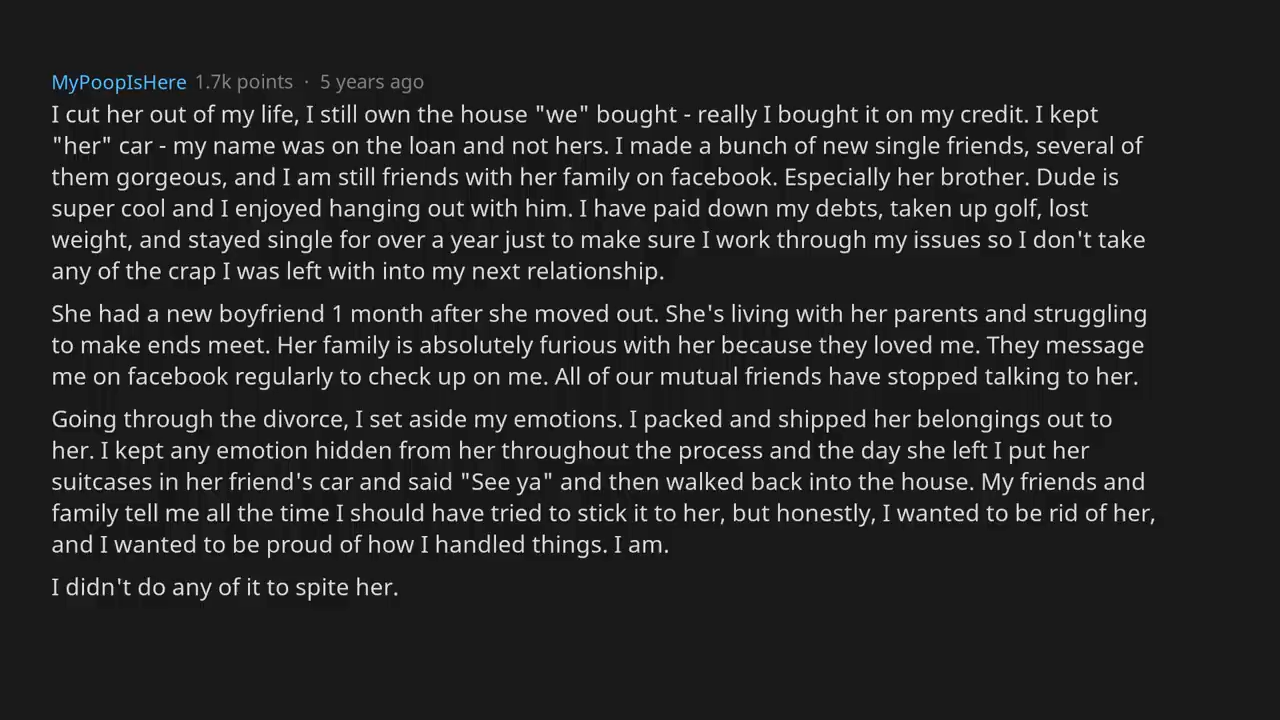 MyPoopIsHere 1.7k points · 5 years ago
I cut her out of my life, I still own the house "we" bought - really I bought it on my credit. I kept
"her" car - my name was on the loan and not hers. I made a bunch of new single friends, several of
them gorgeous, and I am still friends with her family on facebook. Especially her brother. Dude is
super cool and I enjoyed hanging out with him. I have paid down my debts, taken up golf, lost
weight, and stayed single for over a year just to make sure I work through my issues so I don't take
any of the crap I was left with into my next relationship.
She had a new boyfriend 1 month after she moved out. She's living with her parents and struggling
to make ends meet. Her family is absolutely furious with her because they loved me. They message
me on facebook regularly to check up on me. All of our mutual friends have stopped talking to her.
Going through the divorce, I set aside my emotions. I packed and shipped her belongings out to
her. I kept any emotion hidden from her throughout the process and the day she left I put her
suitcases in her friend's car and said "See ya" and then walked back into the house. My friends and
family tell me all the time I should have tried to stick it to her, but honestly, I wanted to be rid of her,
and I wanted to be proud of how I handled things. I am.
I didn't do any of it to spite her.